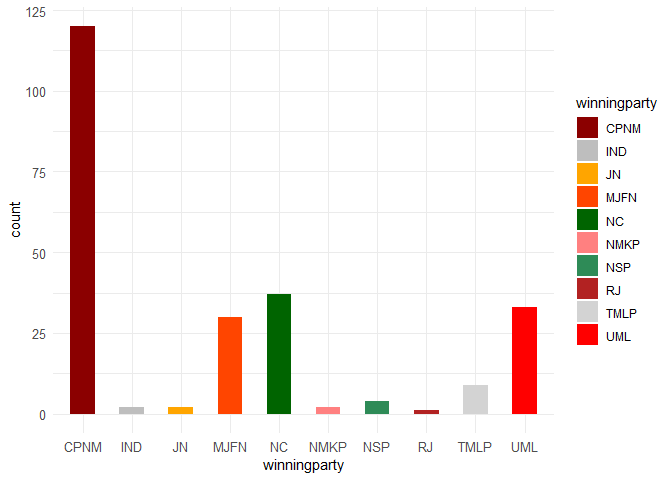 125
100
75
50
25
0
count
CPNM IND JN MJFN NC NMKP NSP RJ TMLP UML
winningparty
winningparty
CPNM
IND
JN
MJFN
NC
NMKP
NSP
RJ
TMLP
UML